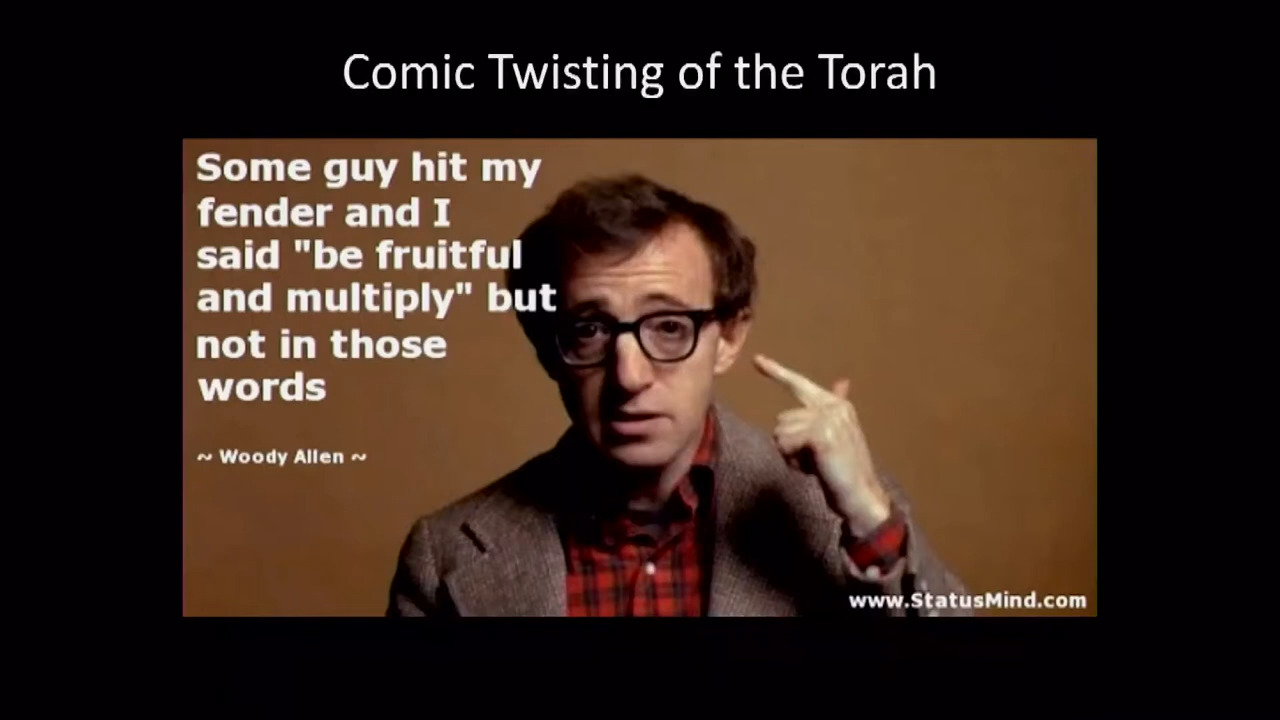 Comic Twisting of the Torah
Some guy hit my
fender and I
said "be fruitful
and multiply" but
not in those
words
~ Woody Allen ~
www.StatusMind.com